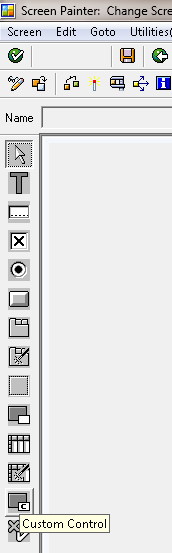 Screen Painter: Change Scre
Screen Edit Goto Utilities(
Name
T
C
Custom Control